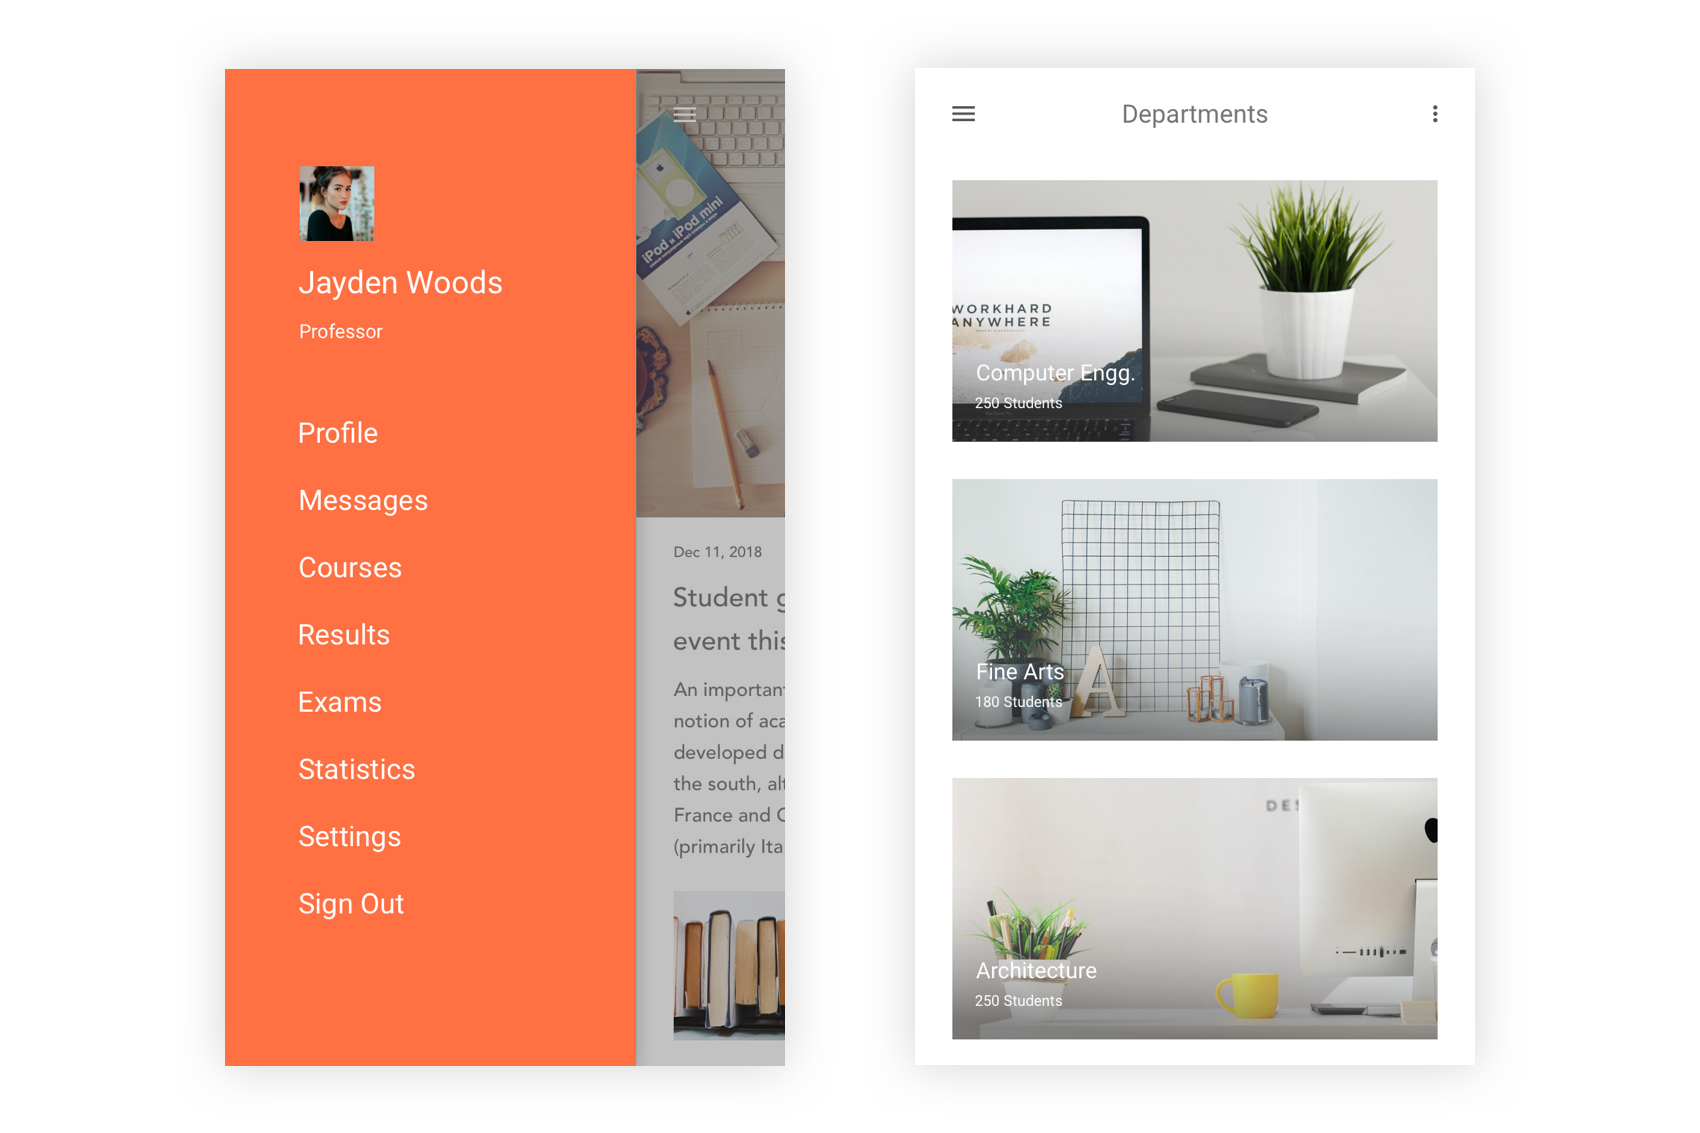 Jayden Woods
Professor
Profile
Messages
Courses
Results
Exams
Statistics
Settings
Sign Out
iPod и iPod mini
Dec 11, 2018
Student g
event this
An important
notion of aca
developed d
the south, alt
France and
(primarily Ita
Departments
WORKHARD
ANYWHERE
Computer Engg.
250 Students
A
Fine Arts
180 Students
DES
Architecture
250 Students